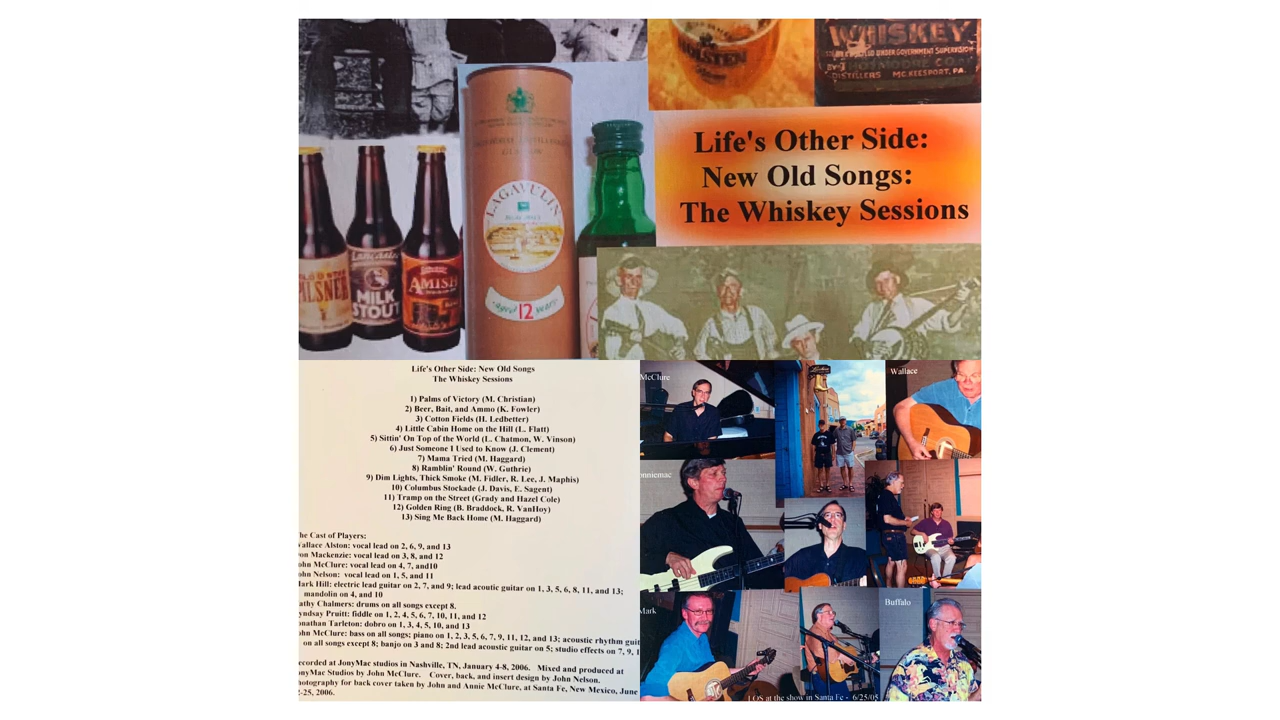 HOLSTEN
WHISKEY
UNDER GOVERNMENT SUPERVISION
DISTILLERS MCKEESPORT, PA.
Life's Other Side:
New Old Songs:
The Whiskey Sessions
LAGAVULIN
Aged 12 years
PILSNER
MILK
STOUT
AMISH
Life's Other Side: New Old Songs
The Whiskey Sessions
1) Palms of Victory (M. Christian)
2) Beer, Bait, and Ammo (K. Fowler)
3) Cotton Fields (H. Ledbetter)
4) Little Cabin Home on the Hill (L. Flatt)
5) Sittin' On Top of the World (L. Chatmon, W. Vinson)
6) Just Someone I Used to Know (J. Clement)
7) Mama Tried (M. Haggard)
8) Ramblin' Round (W. Guthrie)
9) Dim Lights, Thick Smoke (M. Fidler, R. Lee, J. Maphis)
10) Columbus Stockade (J. Davis, E. Sagent)
11) Tramp on the Street (Grady and Hazel Cole)
12) Golden Ring (B. Braddock, R. VanHoy)
13) Sing Me Back Home (M. Haggard)
he Cast of Players:
allace Alston: vocal lead on 2, 6, 9, and 13
on Mackenzie: vocal lead on 3, 8, and 12
ohn McClure: vocal lead on 4, 7, and10
ohn Nelson: vocal lead on 1, 5, and 11
ark Hill: electric lead guitar on 2, 7, and 9; lead acoutic guitar on 1, 3, 5, 6, 8, 11, and 13;
mandolin on 4, and 10
athy Chalmers: drums on all songs except 8.
yndsay Pruitt: fiddle on 1, 2, 4, 5, 6, 7, 10, 11, and 12
onathan Tarleton: dobro on 1, 3, 4, 5, 10, and 13
ohn McClure: bass on all songs; piano on 1, 2, 3, 5, 6, 7, 9, 11, 12, and 13; acoustic rhythm guit
on all songs except 8; banjo on 3 and 8; 2nd lead acoustic guitar on 5; studio effects on 7, 9, 1
ecorded at JonyMac studios in Nashville, TN, January 4-8, 2006. Mixed and produced at
onyMac Studios by John McClure. Cover, back, and insert design by John Nelson.
hotography for back cover taken by John and Annie McClure, at Santa Fe, New Mexico, June
-25, 2006.
McClure
Wallace
onniemac
Mark
Buffalo
LOS at the show in Santa Fe - 6/25/05